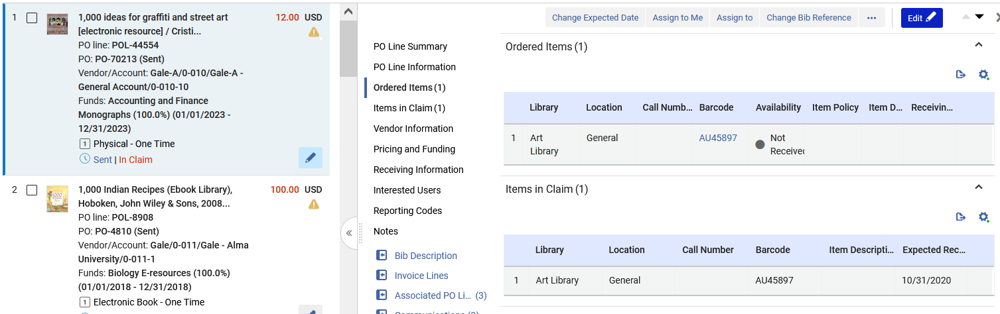 1
1,000 ideas for graffiti and street art
[electronic resource] / Cristi...
12.00 USD
PO line: POL-44554
PO: PO-70213 (Sent)
Vendor/Account: Gale-A/0-010/Gale-A -
General Account/0-010-10
Funds: Accounting and Finance
Monographs (100.0%) (01/01/2023 -
12/31/2023)
1 Physical - One Time
Sent | In Claim
2
1,000 Indian Recipes (Ebook Library),
Hoboken, John Wiley & Sons, 2008...
100.00 USD
PO line: POL-8908
PO: PO-4810 (Sent)
Vendor/Account: Gale/0-011/Gale - Alma
University/0-011-1
Funds: Biology E-resources (100.0%)
(01/01/2018 - 12/31/2018)
1 Electronic Book - One Time
PO Line Summary
PO Line Information
Ordered Items (1)
Items in Claim (1)
Vendor Information
Pricing and Funding
Receiving Information
Interested Users
Reporting Codes
Notes
Bib Description
Invoice Lines
Associated PO Li... (3)
Change Expected Date Assign to Me Assign to Change Bib Reference ... Edit
Ordered Items (1)
Library Location Call Numb... Barcode Availability Item Policy Item D... Receivin...
1 Art Library General AU45897 Not Received
Items in Claim (1)
Library Location Call Number Barcode Item Descripti... Expected Rec...
1 Art Library General AU45897 10/31/2020